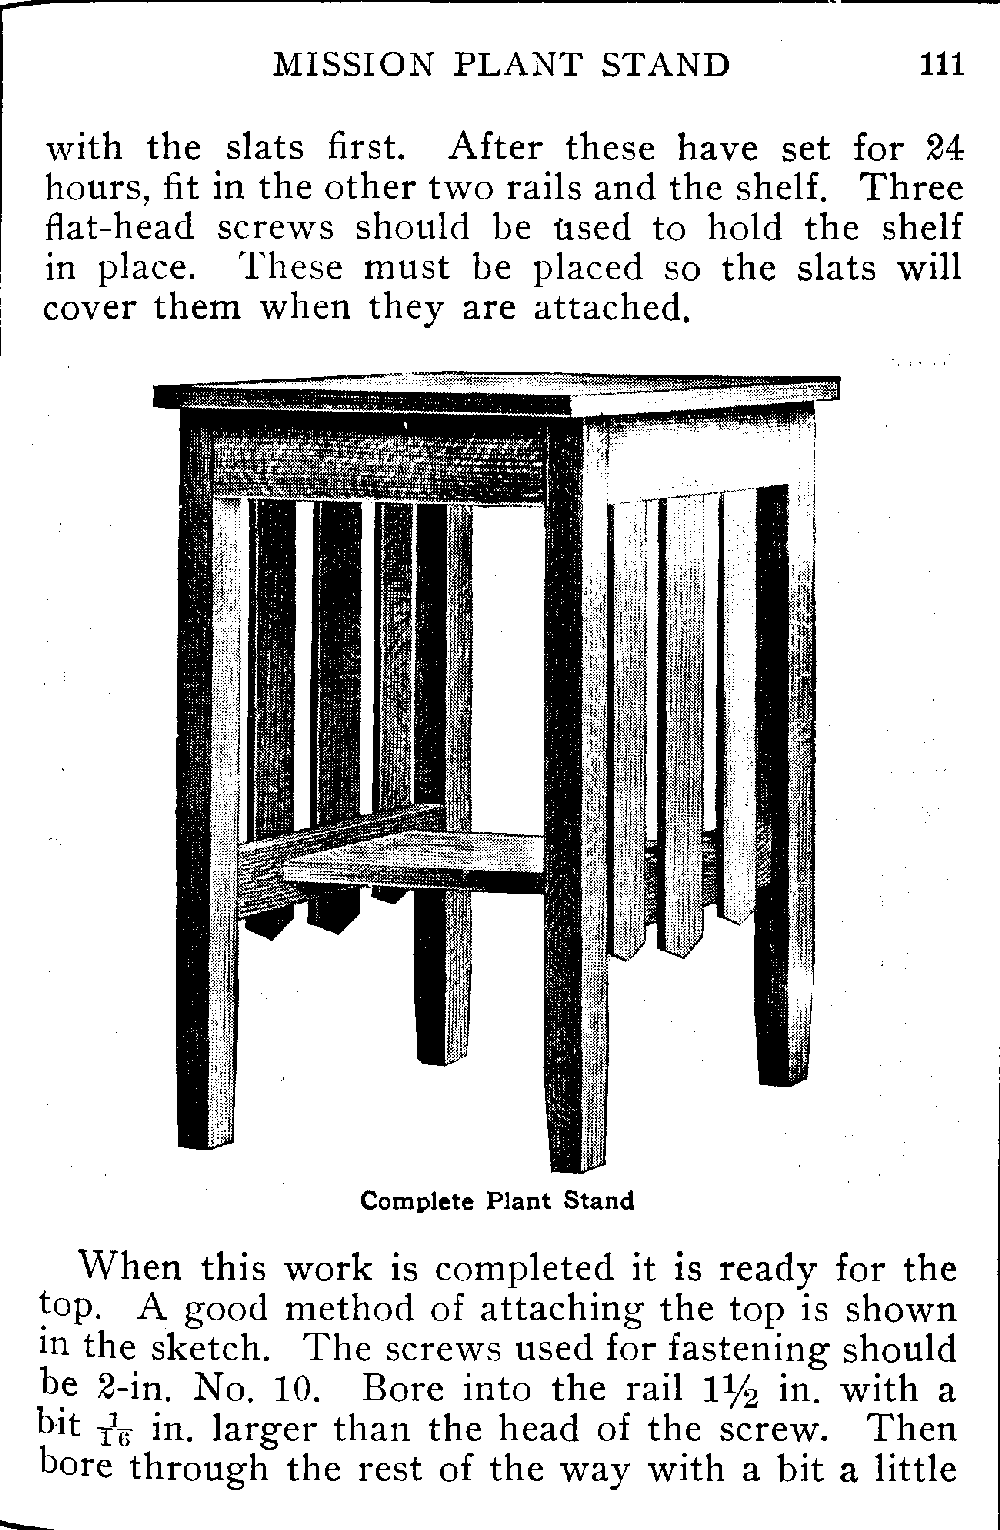 MISSION PLANT STAND 111
with the slats first. After these have set for 24
hours, fit in the other two rails and the shelf. Three
flat-head screws should be used to hold the shelf
in place. These must be placed so the slats will
cover them when they are attached.
Complete Plant Stand
When this work is completed it is ready for the
top. A good method of attaching the top is shown
in the sketch. The screws used for fastening should
be 2-in. No. 10. Bore into the rail 1½ in. with a
bit 1/16 in. larger than the head of the screw. Then
bore through the rest of the way with a bit a little